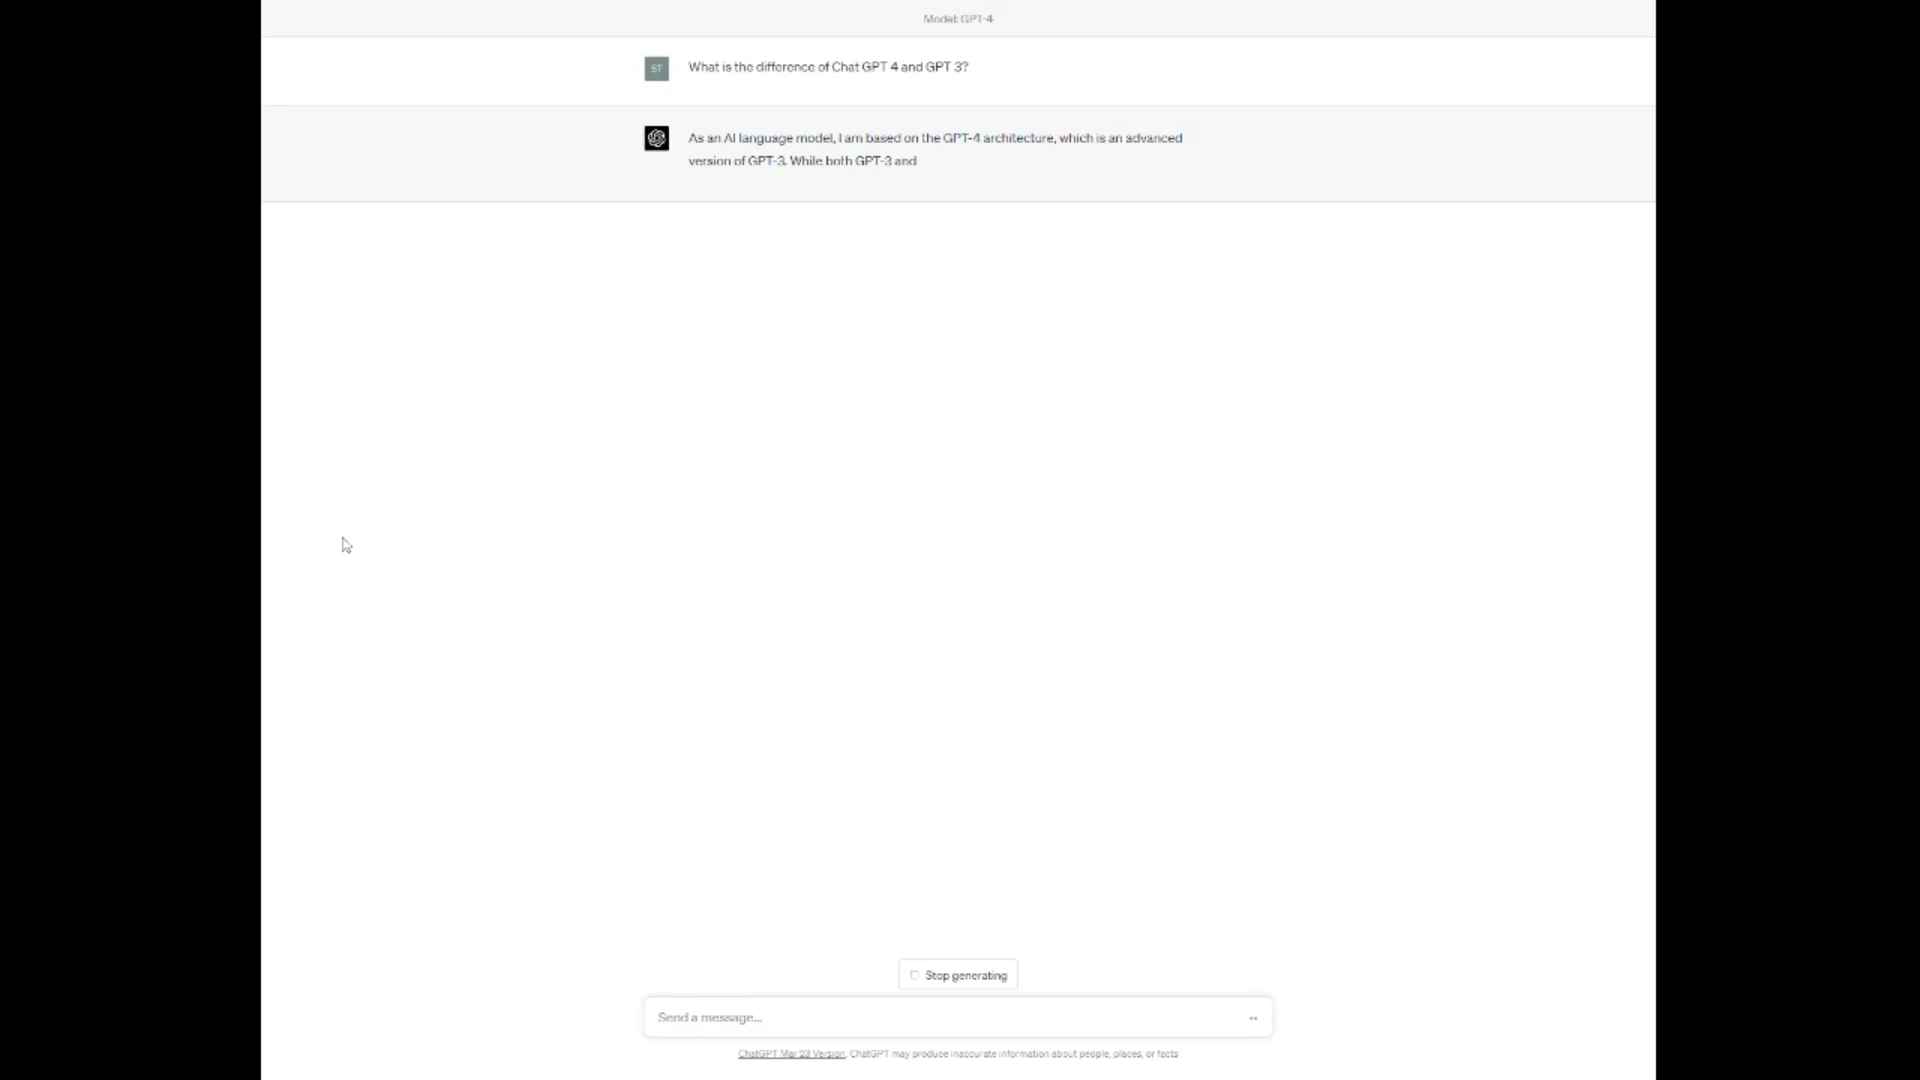 Model: GPT-4
ST
What is the difference of Chat GPT 4 and GPT 3?
As an AI language model, I am based on the GPT-4 architecture, which is an advanced
version of GPT-3. While both GPT-3 and
Stop generating
Send a message...
ChatGPT Mar 23 Version. ChatGPT may produce inaccurate information about people, places, or facts